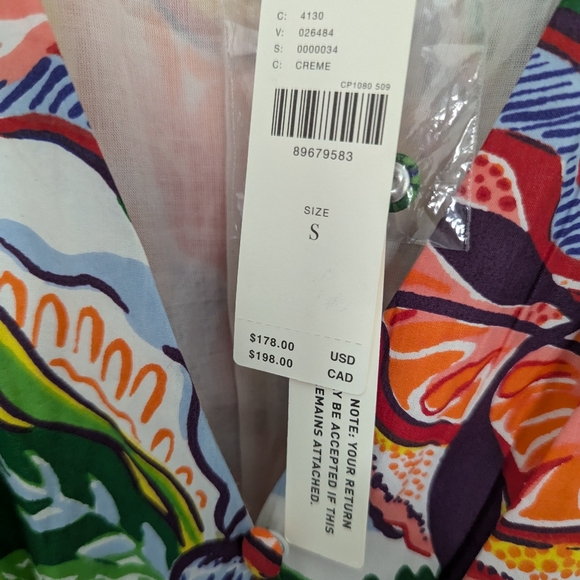 C: 4130
V: 026484
S: 0000034
C: CREME
CP1080 509
89679583
SIZE
S
$178.00 USD
$198.00 CAD
NOTE: YOUR RETURN
Y BE ACCEPTED IF THIS
EMAINS ATTACHED.